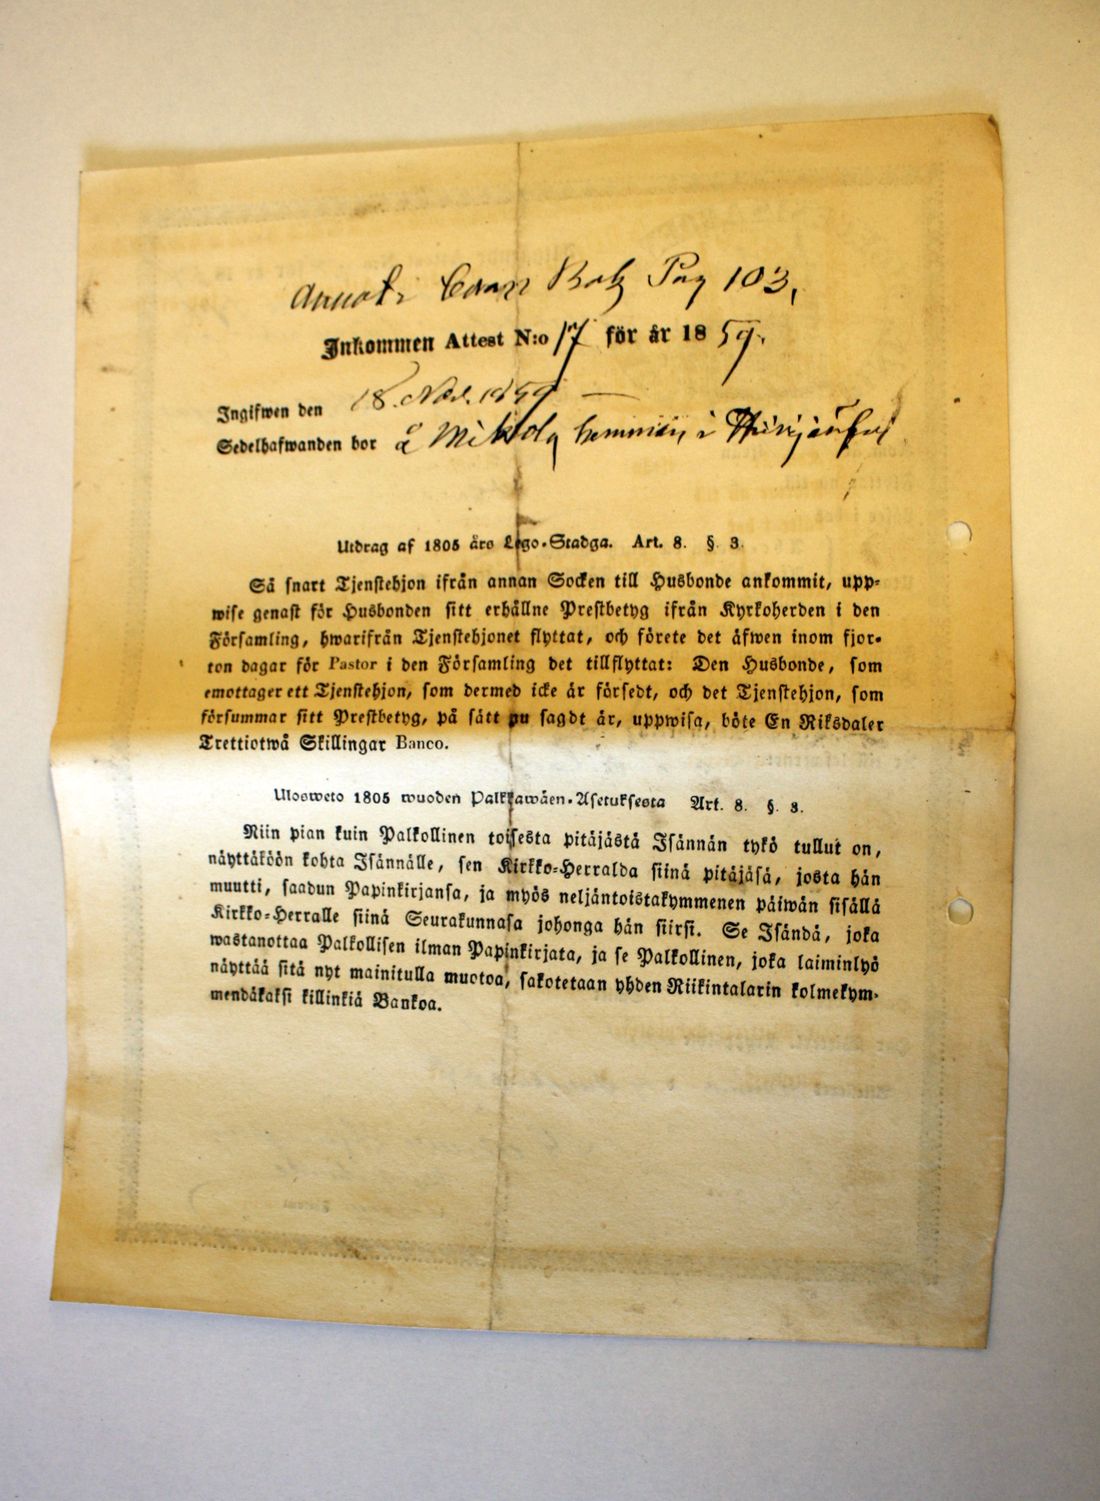 Pag 103,
Inkommen Attest N:o 17 för år 1859.
Ingifwen den 18. Nov. 1859 —
Sedelhafwanden bor å Mikola hemman i
Utdrag af 1805 års Lego-Stadga. Art. 8. §. 3.
Så snart Tjenstehjon ifrån annan Socken till Husbonde ankommit, upp-
wise genast för Husbonden sitt erhållne Prestbetyg ifrån Kyrkoherden i den
Församling, hwarifrån Tjenstehjonet flyttat, och förete det äfwen inom fjor-
ton dagar för Pastor i den Församling det tillflyttat: Den Husbonde, som
emottager ett Tjenstehjon, som dermed icke är försedt, och det Tjenstehjon, som
försummar sitt Prestbetyg, på sätt nu sagdt är, uppwisa, böte En Riksdaler
Trettiotwå Skillingar Banco.
Ulosweto 1805 wuoden Palkkawäen-Asetuksesta Art. 8. §. 3.
Niin pian kuin Palkollinen toisesta pitäjästä Isännän tykö tullut on,
näyttäköön kohta Isännälle, sen Kirkko-Herralda siinä pitäjäsä, josta hän
muutti, saadun Papinkirjansa, ja myös neljäntoistakymmenen päiwän sisällä
Kirkko-Herralle siinä Seurakunnasa johonga hän siirsi. Se Isändä, joka
wastanottaa Palkollisen ilman Papinkirjata, ja se Palkollinen, joka laiminlyö
näyttää sitä nyt mainitulla muotoa, sakotetaan yhden Riikintalarin kolmekym-
mendäkaksi killinkiä Bankoa.